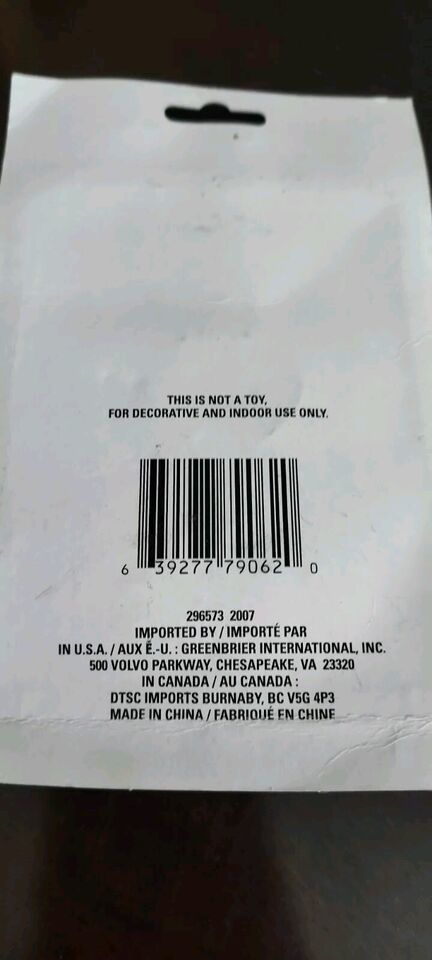 THIS IS NOT A TOY,
FOR DECORATIVE AND INDOOR USE ONLY.
6 39277 79062 0
296573 2007
IMPORTED BY / IMPORTÉ PAR
IN U.S.A. / AUX É.-U. : GREENBRIER INTERNATIONAL, INC.
500 VOLVO PARKWAY, CHESAPEAKE, VA 23320
IN CANADA / AU CANADA :
DTSC IMPORTS BURNABY, BC V5G 4P3
MADE IN CHINA / FABRIQUÉ EN CHINE